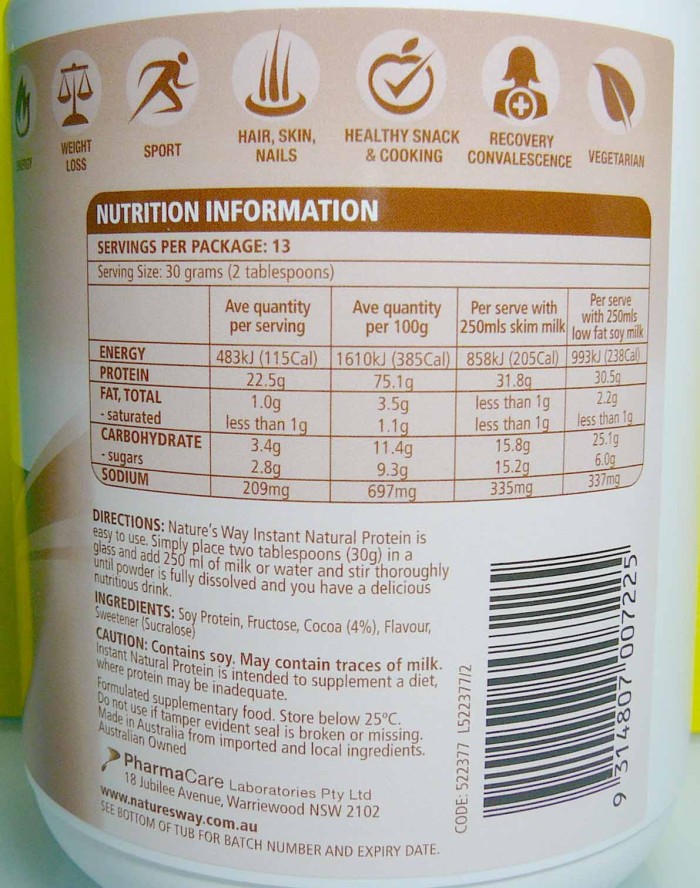 ENERGY
WEIGHT
LOSS
SPORT
HAIR, SKIN,
NAILS
HEALTHY SNACK
& COOKING
RECOVERY
CONVALESCENCE
VEGETARIAN
NUTRITION INFORMATION
SERVINGS PER PACKAGE: 13
Serving Size: 30 grams (2 tablespoons)
Ave quantity per serving Ave quantity per 100g Per serve with 250mls skim milk Per serve with 250mls low fat soy milk
ENERGY 483kJ (115Cal) 1610kJ (385Cal) 858kJ (205Cal) 993kJ (238Cal)
PROTEIN 22.5g 75.1g 31.8g 30.5g
FAT, TOTAL 1.0g 3.5g less than 1g 2.2g
- saturated less than 1g 1.1g less than 1g less than 1g
CARBOHYDRATE 3.4g 11.4g 15.8g 25.1g
- sugars 2.8g 9.3g 15.2g 6.0g
SODIUM 209mg 697mg 335mg 337mg
DIRECTIONS: Nature's Way Instant Natural Protein is
easy to use. Simply place two tablespoons (30g) in a
glass and add 250 ml of milk or water and stir thoroughly
until powder is fully dissolved and you have a delicious
nutritious drink.
INGREDIENTS: Soy Protein, Fructose, Cocoa (4%), Flavour,
Sweetener (Sucralose)
CAUTION: Contains soy. May contain traces of milk.
Instant Natural Protein is intended to supplement a diet,
where protein may be inadequate.
Formulated supplementary food. Store below 25°C.
Do not use if tamper evident seal is broken or missing.
Made in Australia from imported and local ingredients.
Australian Owned
PharmaCare Laboratories Pty Ltd
18 Jubilee Avenue, Warriewood NSW 2102
www.naturesway.com.au
SEE BOTTOM OF TUB FOR BATCH NUMBER AND EXPIRY DATE.
CODE: 522377 L522377/2
9 314807 007225